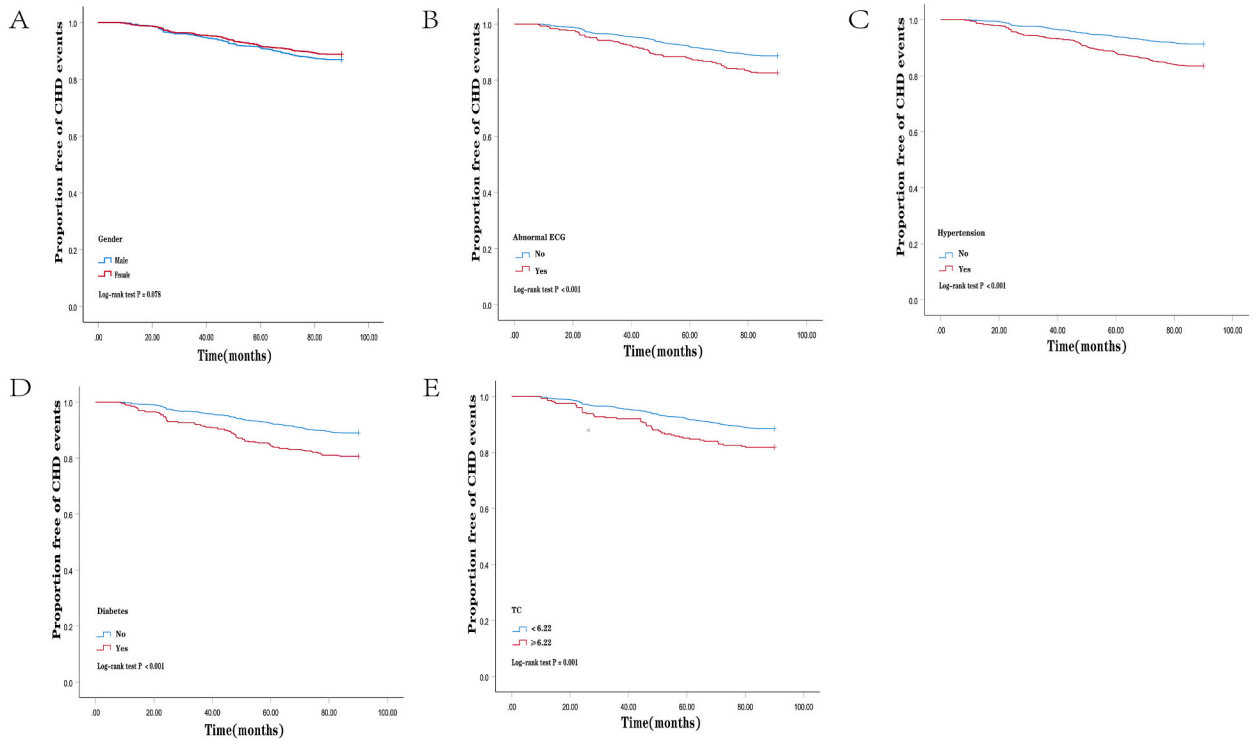 A
Proportion free of CHD events
1.0
0.8
0.6
0.4
0.2
0.0
Gender
Male
Female
Log-rank test P = 0.078
.00 20.00 40.00 60.00 80.00 100.00
Time(months)
B
Proportion free of CHD events
1.0
0.8
0.6
0.4
0.2
0.0
Abnormal ECG
No
Yes
Log-rank test P <0.001
.00 20.00 40.00 60.00 80.00 100.00
Time(months)
C
Proportion free of CHD events
1.0
0.8
0.6
0.4
0.2
0.0
Hypertension
No
Yes
Log-rank test P <0.001
.00 20.00 40.00 60.00 80.00 100.00
Time(months)
D
Proportion free of CHD events
1.0
0.8
0.6
0.4
0.2
0.0
Diabetes
No
Yes
Log-rank test P <0.001
.00 20.00 40.00 60.00 80.00 100.00
Time(months)
E
Proportion free of CHD events
1.0
0.8
0.6
0.4
0.2
0.0
<
TC
<6.22
≥6.22
Log-rank test P = 0.001
.00 20.00 40.00 60.00 80.00 100.00
Time(months)